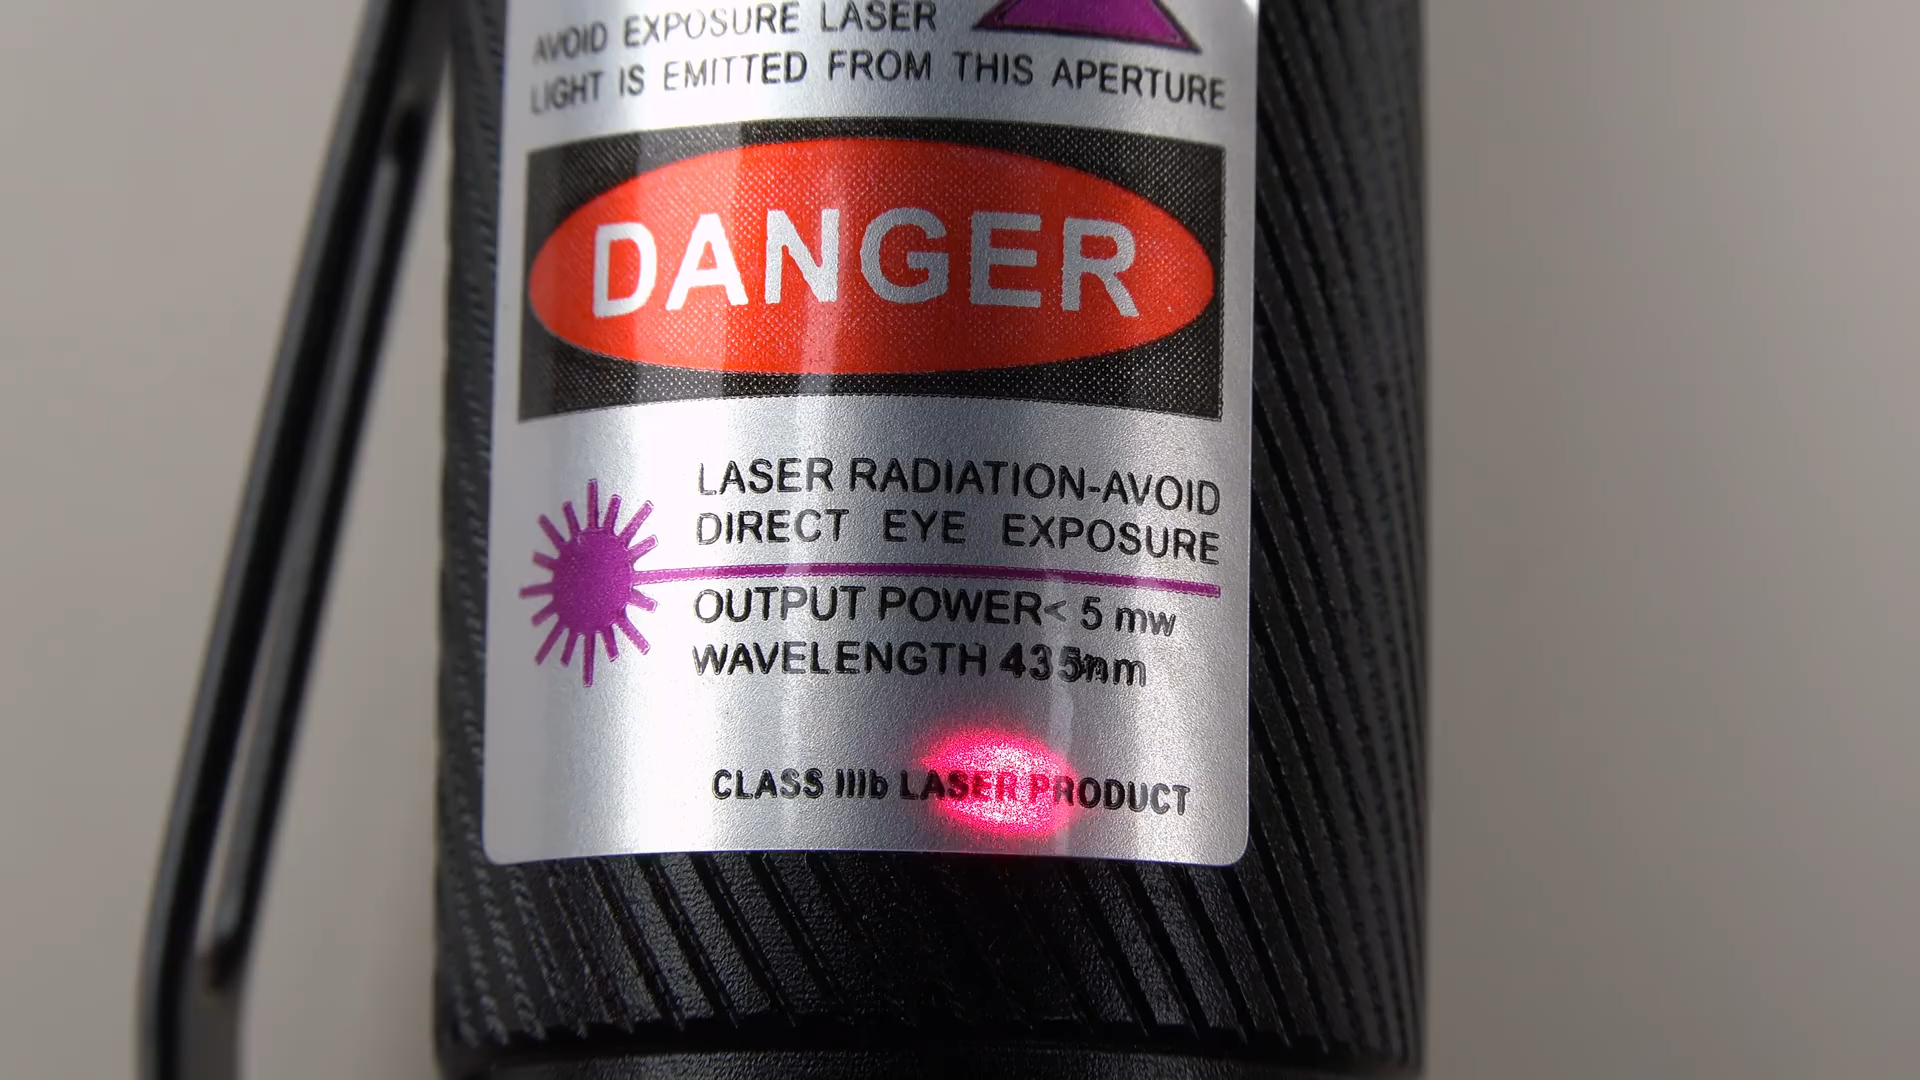 AVOID EXPOSURE LASER
LIGHT IS EMITTED FROM THIS APERTURE
DANGER
LASER RADIATION-AVOID
DIRECT EYE EXPOSURE
OUTPUT POWER< 5 mw
WAVELENGTH 435nm
CLASS IIIb LASER PRODUCT